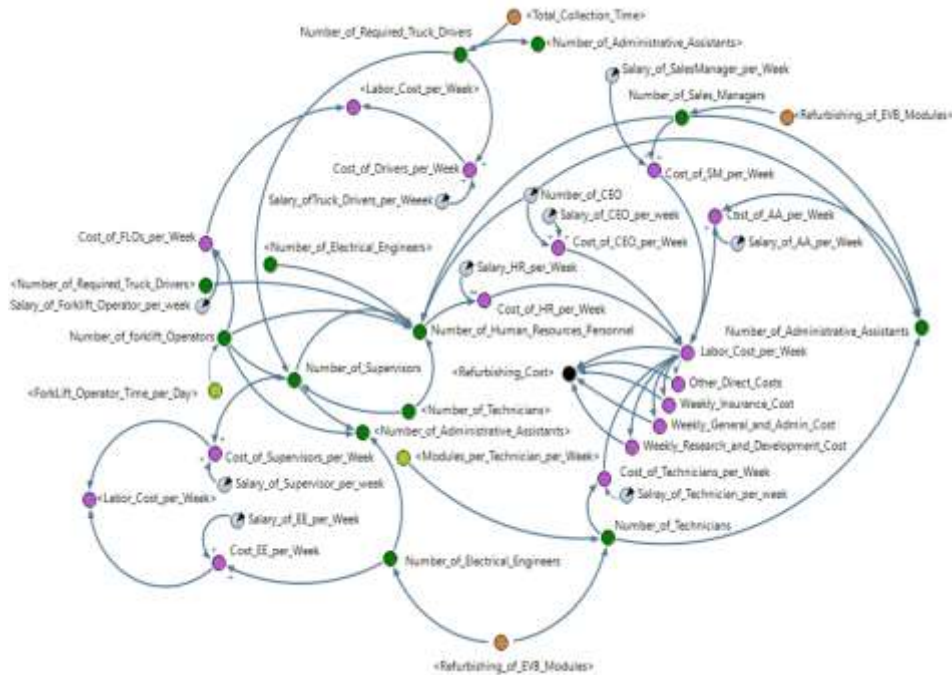 <Total_Collection_Time>
Number_of_Required_Truck_Drivers
<Number_of_Administrative_Assistants>
Salary_of_SalesManager_per_Week
<Labor_Cost_per_Week>
Number_of_Sales_Managers
<Refurbishing_of_EVB_Modules>
Cost_of_Drivers_per_Week
Cost_of_SM_per_Week
Salary_ofTruck_Drivers_per_Weeek
Number_of_CEO
Salary_of_CEO_per_week
Cost_of_AA_per_Week
Cost_of_FLOs_per_Week
Cost_of_CEO_per_Week
Salary_of_AA_per_Week
<Number_of_Electrical_Engineers>
Salary_HR_per_Week
<Number_of_Required_Truck_Drivers>
Salary_of_Forklift_Operator_per_week
Cost_of_HR_per_Week
Number_of_Human_Resources_Personnel
Number_of_Administrative_Assistants
Number_of_forklift_Operators
Labor_Cost_per_Week
Number_of_Supervisors
<Refurbishing_Cost>
Other_Direct_Costs
<ForkLift_Operator_Time_per_Day>
Weekly_Insurance_Cost
<Number_of_Technicians>
Weekly_General_and_Admin_Cost
<Number_of_Administrative_Assistants>
Weekly_Research_and_Development_Cost
Cost_of_Supervisors_per_Week
<Modules_per_Technician_per_Week>
Cost_of_Technicians_per_Week
Salary_of_Supervisor_per_week
Salray_of_Technician_per_week
<Labor_Cost_per_Week>
Salary_of_EE_per_Week
Number_of_Technicians
Cost_EE_per_Week
Number_of_Electrical_Engineers
<Refurbishing_of_EVB_Modules>